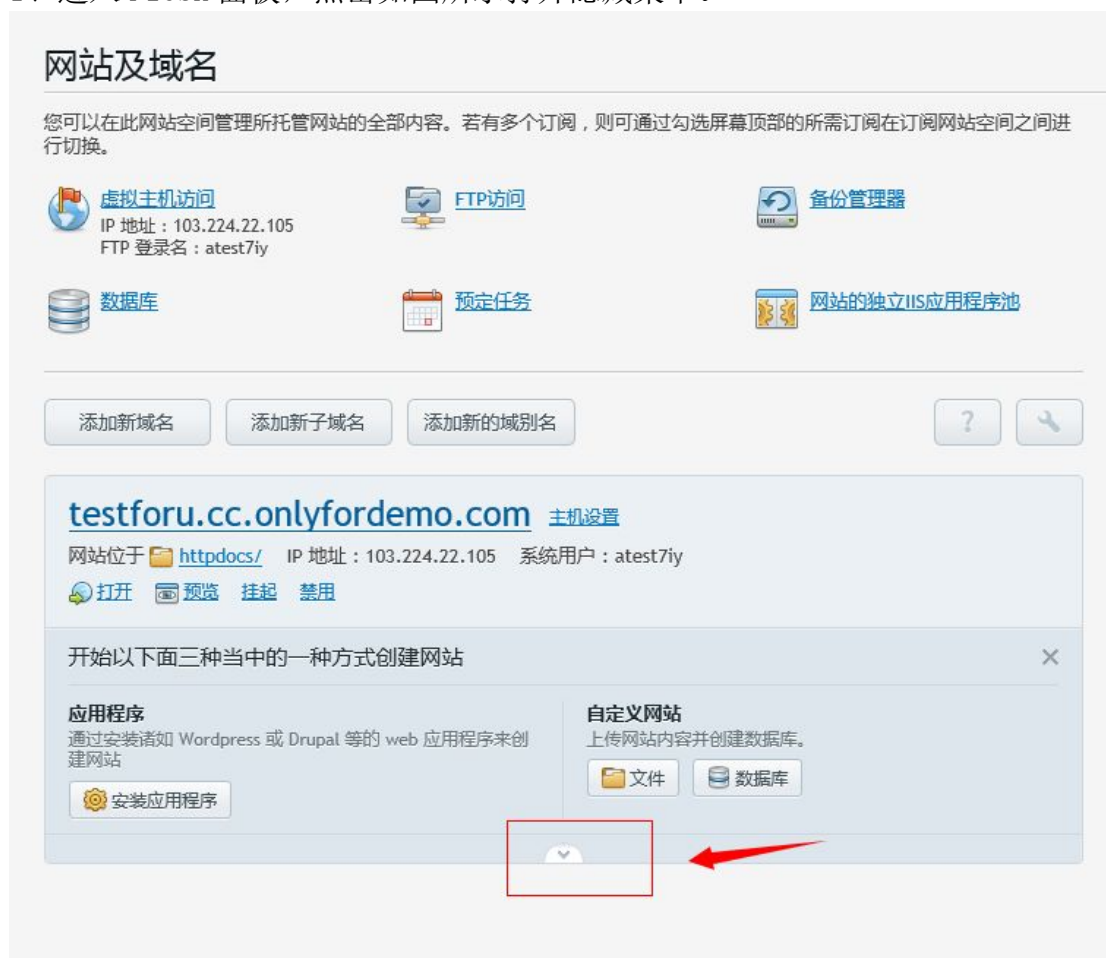 网站及域名
您可以在此网站空间管理所托管网站的全部内容。若有多个订阅，则可通过勾选屏幕顶部的所需订阅在订阅网站空间之间进
行切换。
虚拟主机访问 FTP访问 备份管理器
IP 地址：103.224.22.105
FTP 登录名：atest7iy
数据库 预定任务 网站的独立IIS应用程序池
添加新域名 添加新子域名 添加新的域别名 ?
testforu.cc.onlyfordemo.com 主机设置
网站位于 httpdocs/ IP 地址：103.224.22.105 系统用户：atest7iy
打开 预览 挂起 禁用
开始以下面三种当中的一种方式创建网站
应用程序 自定义网站
通过安装诸如 Wordpress 或 Drupal 等的 web 应用程序来创 上传网站内容并创建数据库。
建网站
文件 数据库
安装应用程序